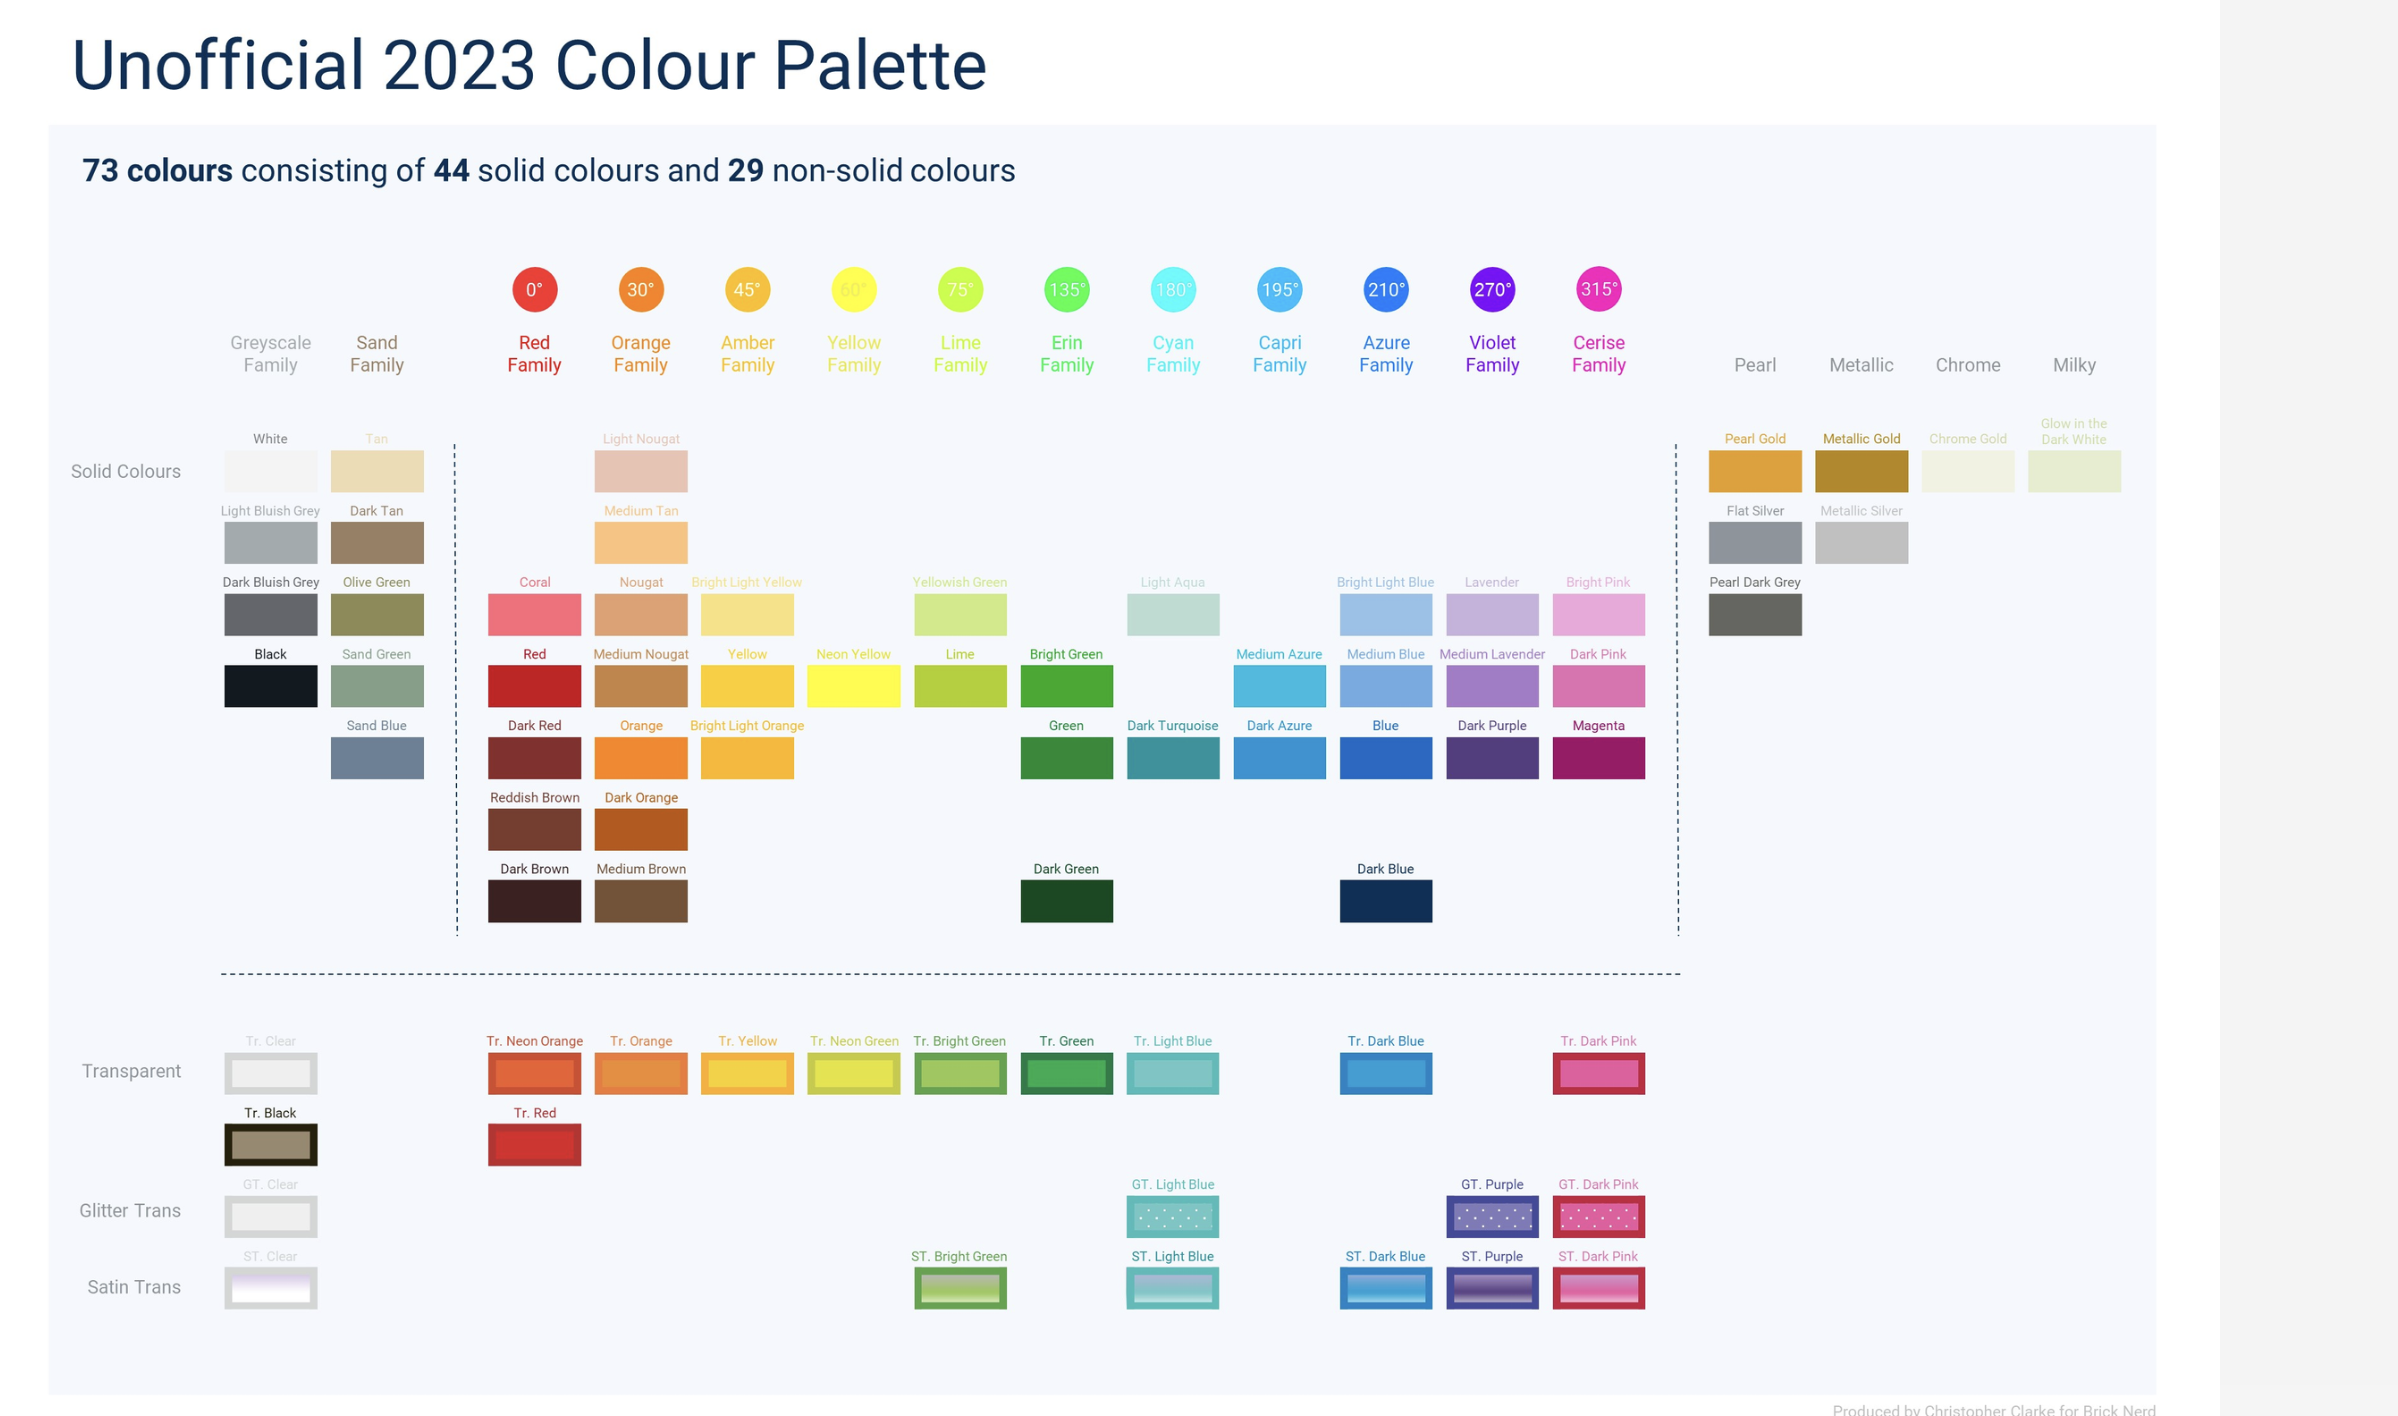 Unofficial 2023 Colour Palette
73 colours consisting of 44 solid colours and 29 non-solid colours
0° 30° 45° 60° 75° 135° 180° 195° 210° 270° 315°
Greyscale Family
Sand Family
Red Family
Orange Family
Amber Family
Yellow Family
Lime Family
Erin Family
Cyan Family
Capri Family
Azure Family
Violet Family
Cerise Family
Pearl
Metallic
Chrome
Milky
Solid Colours
White Tan Light Nougat Pearl Gold Metallic Gold Chrome Gold Glow in the Dark White
Light Bluish Grey Dark Tan Medium Tan Flat Silver Metallic Silver
Dark Bluish Grey Olive Green Coral Nougat Bright Light Yellow Yellowish Green Light Aqua Bright Light Blue Lavender Bright Pink Pearl Dark Grey
Black Sand Green Red Medium Nougat Yellow Neon Yellow Lime Bright Green Medium Azure Medium Blue Medium Lavender Dark Pink
Sand Blue Dark Red Orange Bright Light Orange Green Dark Turquoise Dark Azure Blue Dark Purple Magenta
Reddish Brown Dark Orange
Dark Brown Medium Brown Dark Green Dark Blue
Transparent
Tr. Clear Tr. Neon Orange Tr. Orange Tr. Yellow Tr. Neon Green Tr. Bright Green Tr. Green Tr. Light Blue Tr. Dark Blue Tr. Dark Pink
Tr. Black Tr. Red
Glitter Trans
GT. Clear GT. Light Blue GT. Purple GT. Dark Pink
Satin Trans
ST. Clear ST. Bright Green ST. Light Blue ST. Dark Blue ST. Purple ST. Dark Pink
Produced by Christopher Clarke for Brick Nerd